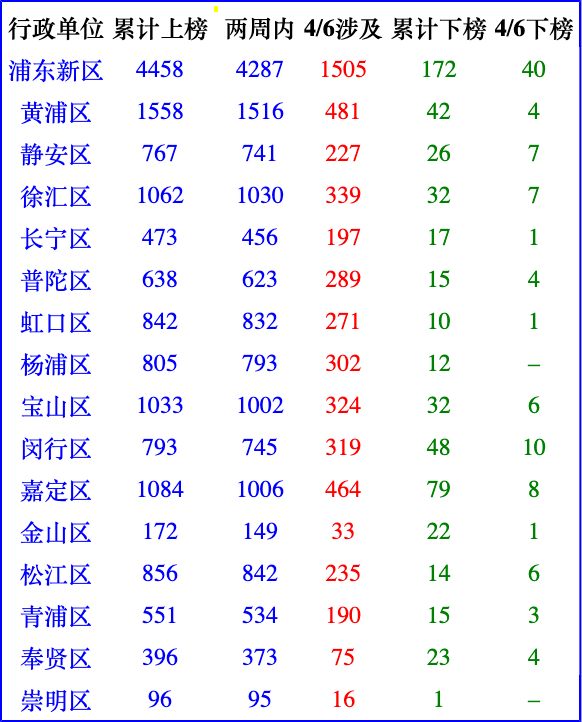 行政单位 累计上榜 两周内 4/6涉及 累计下榜 4/6下榜
浦东新区 4458 4287 1505 172 40
黄浦区 1558 1516 481 42 4
静安区 767 741 227 26 7
徐汇区 1062 1030 339 32 7
长宁区 473 456 197 17 1
普陀区 638 623 289 15 4
虹口区 842 832 271 10 1
杨浦区 805 793 302 12 –
宝山区 1033 1002 324 32 6
闵行区 793 745 319 48 10
嘉定区 1084 1006 464 79 8
金山区 172 149 33 22 1
松江区 856 842 235 14 6
青浦区 551 534 190 15 3
奉贤区 396 373 75 23 4
崇明区 96 95 16 1 –